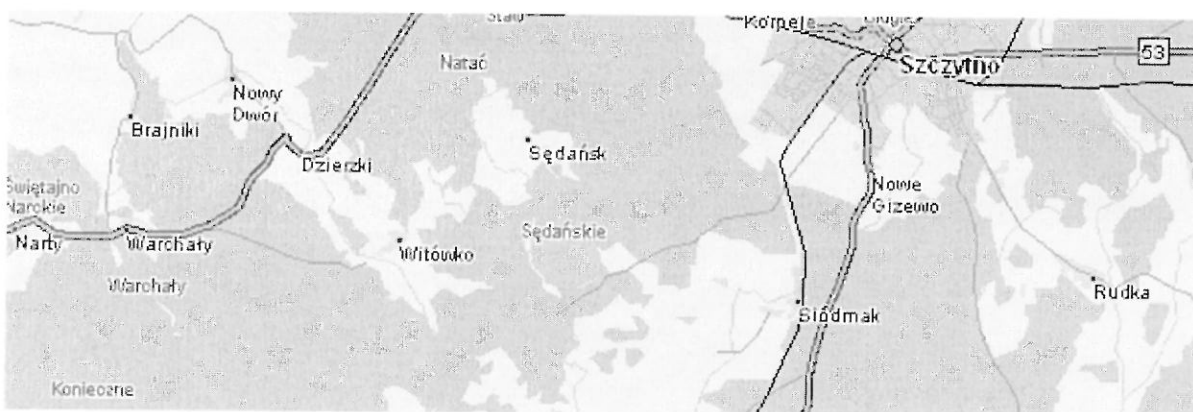 Korpele
Szczytno
53
Natać
Nowy
Dwór
Brajniki
Sędańsk
Dzierzki
Świętajno
Narckie
Nowe
Gizewo
Narty
Warchały
Witówko
Sędańskie
Warchały
Rudka
Siódmak
Konieczne